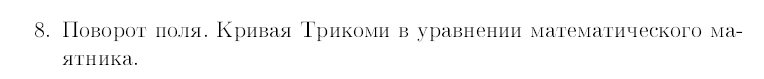 8. Поворот поля. Кривая Трикоми в уравнении математического ма-
ятника.